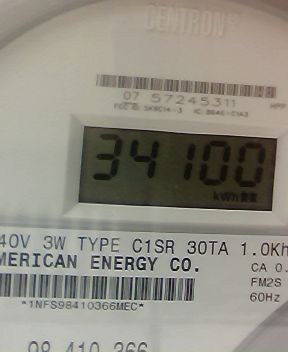 CENTRON®
07 57245311
34100
kWh
40V 3W TYPE C1SR 30TA 1.0Kh
MERICAN ENERGY CO.
CA 0.
FM2S
*1NFS98410366MEC*
60Hz
98 410 366